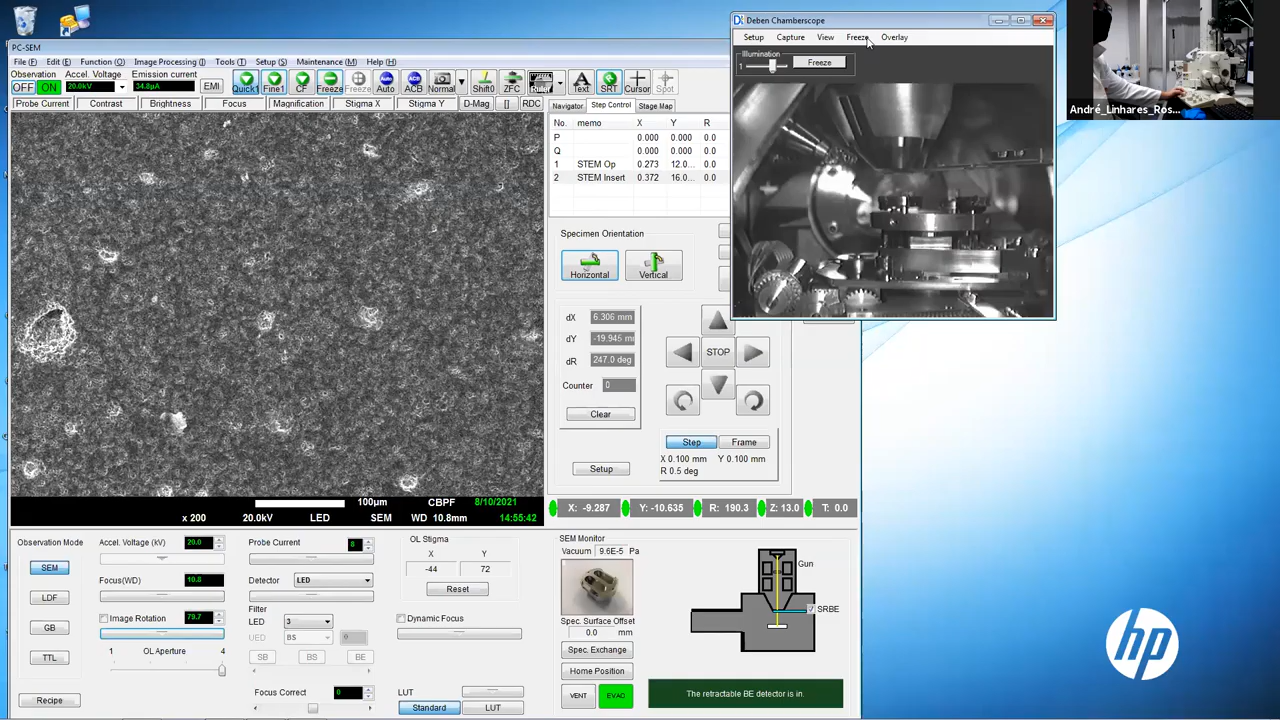 PC-SEM
File (F) Edit (E) Function (O) Image Processing (I) Tools (T) Setup (S) Maintenance (M) Help (H)
Observation Accel. Voltage Emission current
OFF ON 20.0kV 34.8μA EMI
Quick1 Fine1 CF Freeze Freeze Auto ACB Normal Shift0 ZFC Ruler Text SRT Cursor Spot
Probe Current Contrast Brightness Focus Magnification Stigma X Stigma Y D-Mag [] RDC
100μm CBPF 8/10/2021
x 200 20.0kV LED SEM WD 10.8mm 14:55:42
Navigator Step Control Stage Map
No. memo X Y R
P 0.000 0.000 0.0
Q 0.000 0.000 0.0
1 STEM Op 0.273 12.0... 0.0
2 STEM Insert 0.372 16.0... 0.0
Specimen Orientation
Horizontal Vertical
dX 6.306 mm
dY -19.945 m
dR 247.0 deg
Counter 0
Clear
Setup
STOP
Step Frame
X 0.100 mm Y 0.100 mm
R 0.5 deg
X: -9.287 Y: -10.635 R: 190.3 Z: 13.0 T: 0.0
Deben Chamberscope
Setup Capture View Freeze Overlay
Illumination
1 Freeze
André_Linhares_Ros...
Observation Mode
SEM
LDF
GB
TTL
Recipe
Accel. Voltage (kV) 20.0
Focus(WD) 10.8
Image Rotation 79.7
1 OL Aperture 4
Probe Current 8
Detector LED
Filter
LED 3
UED BS 0
SB BS BE
Focus Correct 0
OL Stigma
X Y
-44 72
Reset
Dynamic Focus
LUT
Standard LUT
SEM Monitor
Vacuum 9.6E-5 Pa
Spec. Surface Offset
0.0 mm
Spec. Exchange
Home Position
VENT EVAC
Gun
SRBE
The retractable BE detector is in.
hp